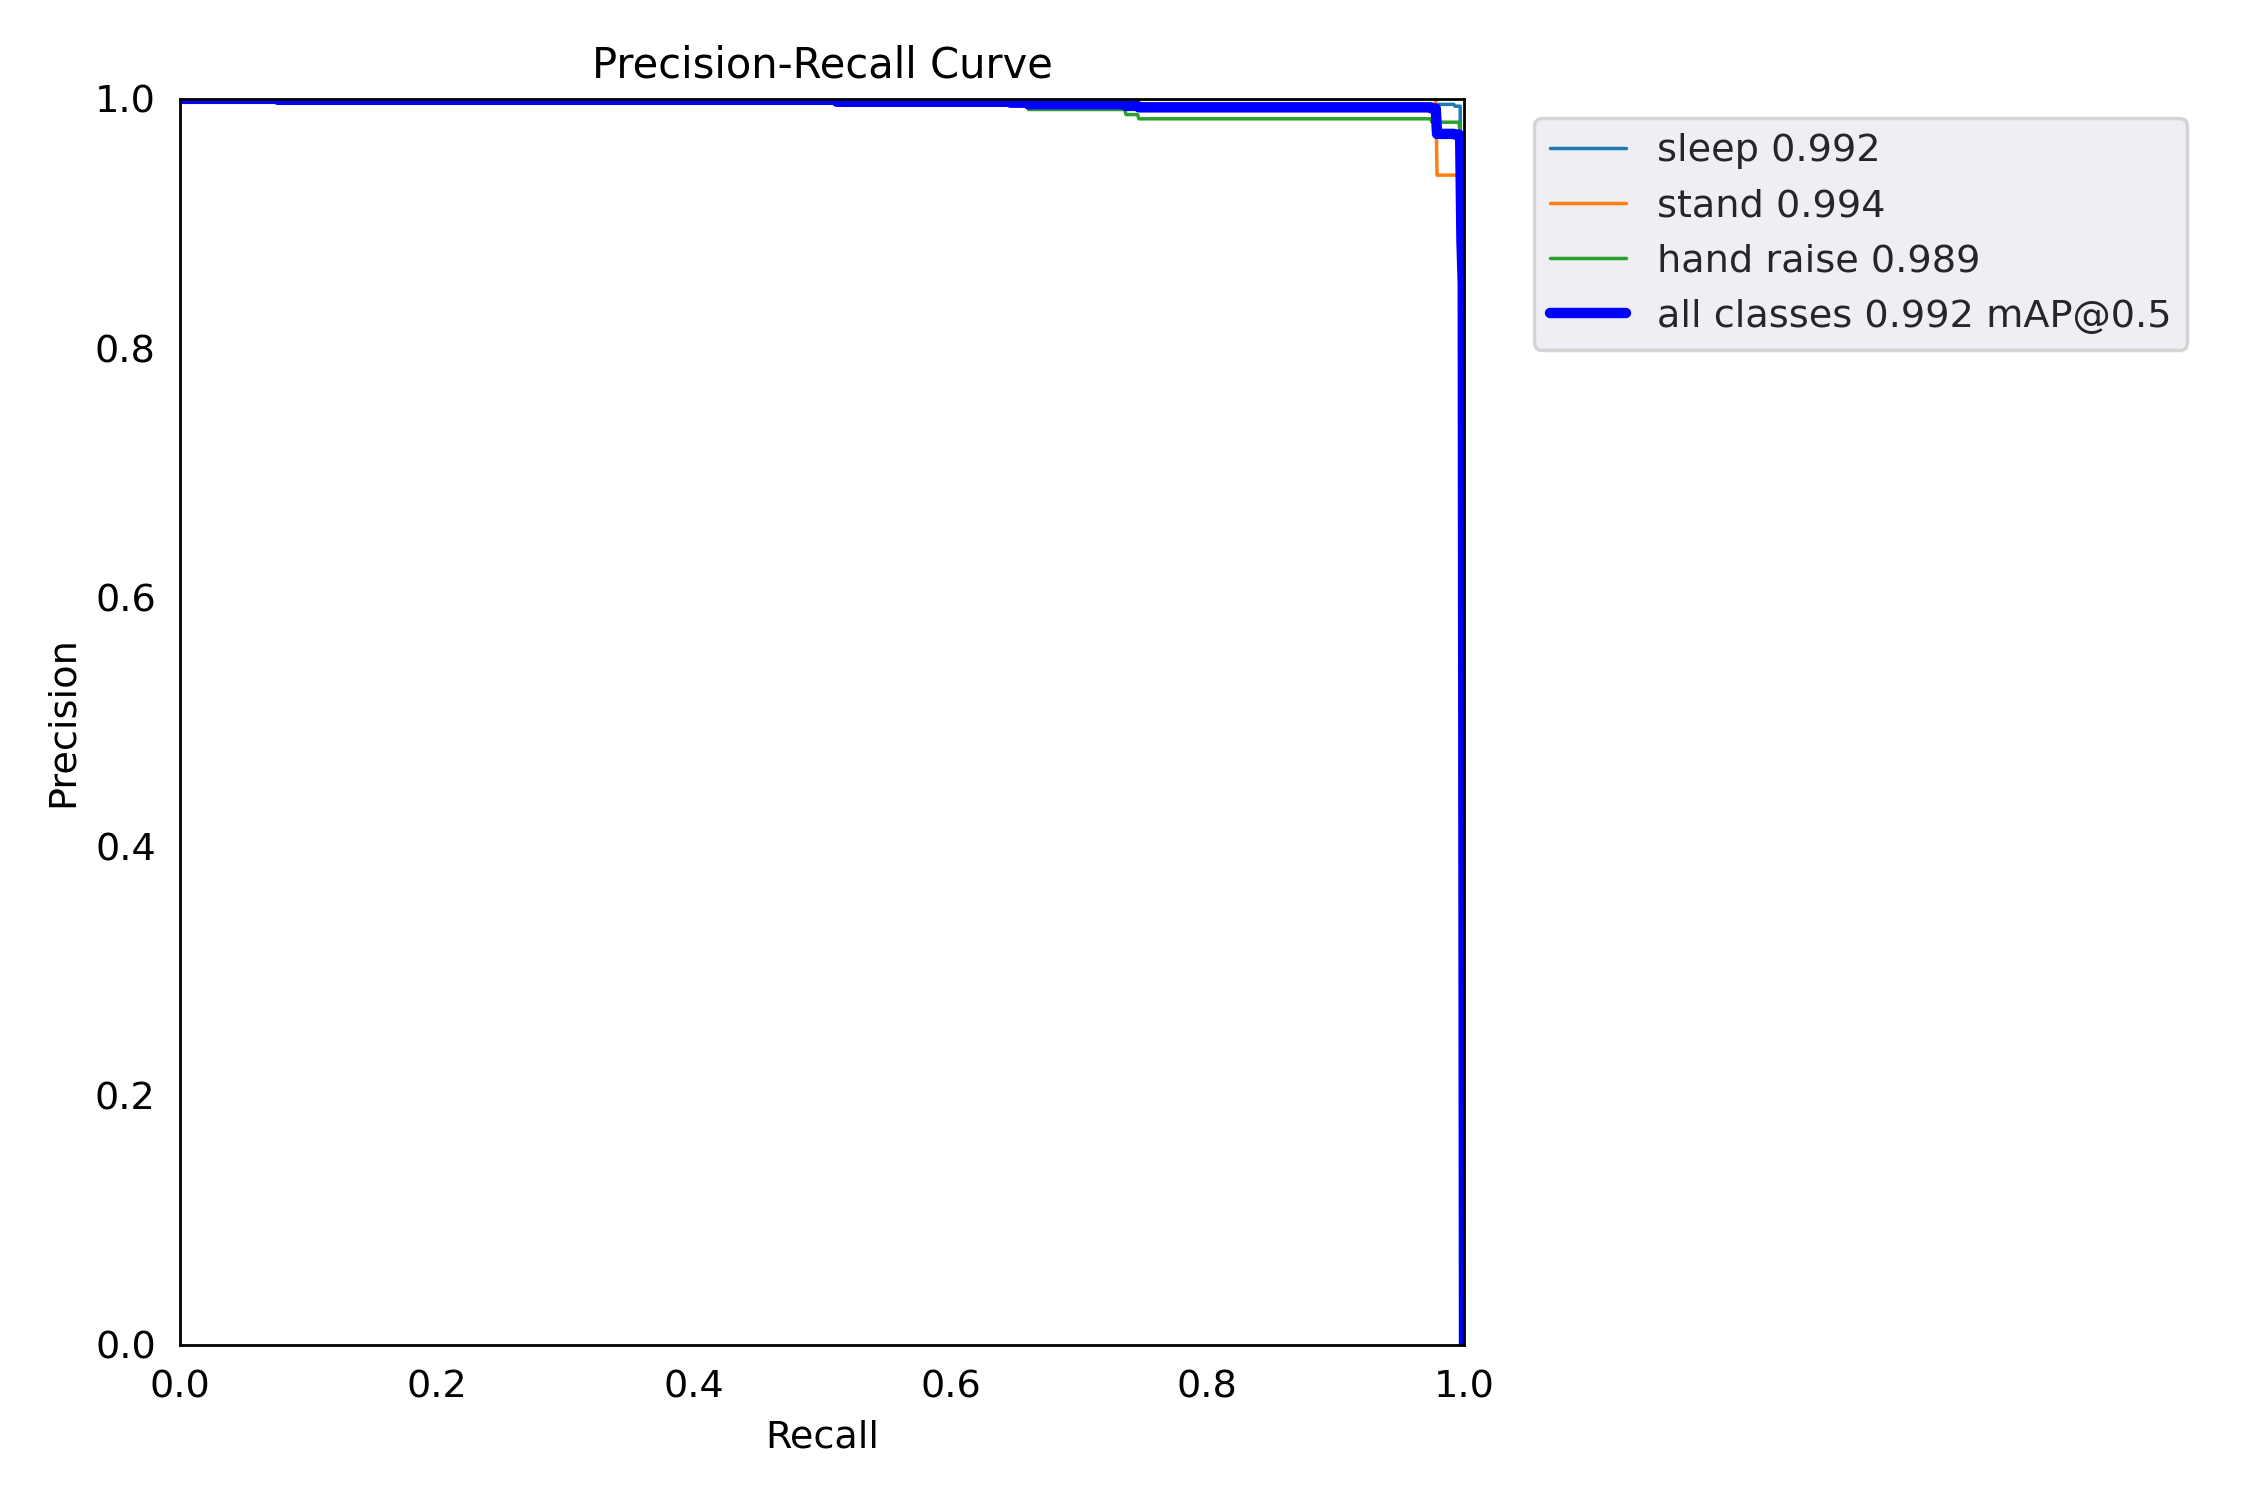 Precision-Recall Curve
1.0
0.8
0.6
0.4
0.2
0.0
Precision
0.0 0.2 0.4 0.6 0.8 1.0
Recall
sleep 0.992
stand 0.994
hand raise 0.989
all classes 0.992 mAP@0.5